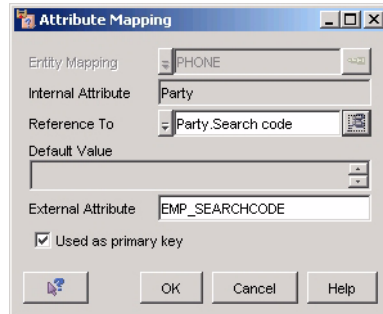 Attribute Mapping
Entity Mapping PHONE
Internal Attribute Party
Reference To Party.Search code
Default Value
External Attribute EMP_SEARCHCODE
Used as primary key
OK Cancel Help